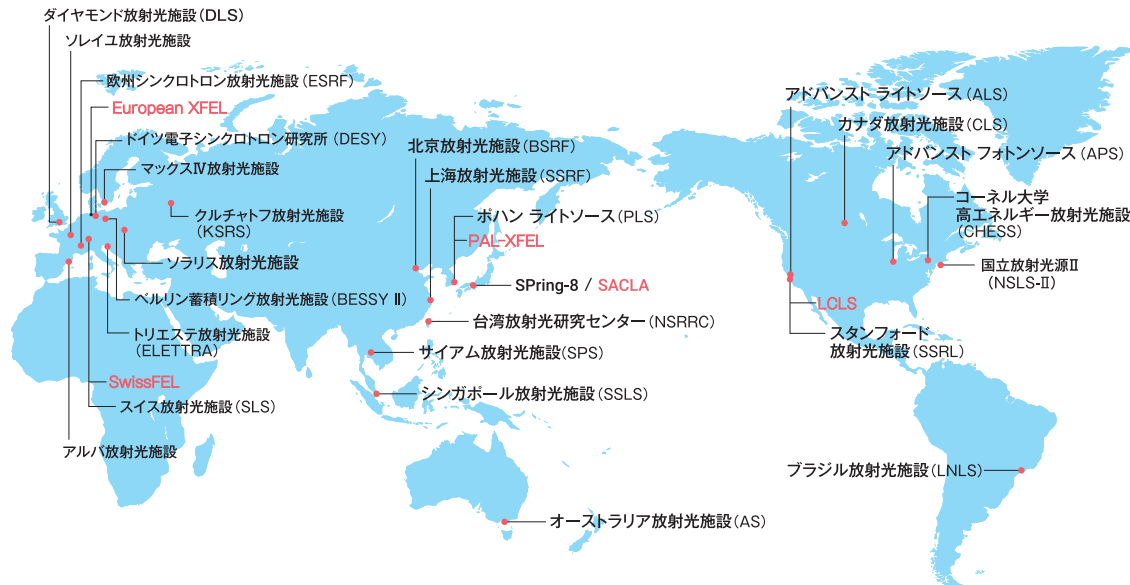 ダイヤモンド放射光施設(DLS)
ソレイユ放射光施設
欧州シンクロトロン放射光施設(ESRF)
European XFEL
ドイツ電子シンクロトロン研究所(DESY)
マックスⅣ放射光施設
クルチャトフ放射光施設
(KSRS)
ソラリス放射光施設
ベルリン蓄積リング放射光施設(BESSY Ⅱ)
トリエステ放射光施設
(ELETTRA)
SwissFEL
スイス放射光施設(SLS)
アルバ放射光施設
北京放射光施設(BSRF)
上海放射光施設(SSRF)
ポハン ライトソース(PLS)
PAL-XFEL
SPring-8 / SACLA
台湾放射光研究センター(NSRRC)
サイアム放射光施設(SPS)
シンガポール放射光施設(SSLS)
オーストラリア放射光施設(AS)
アドバンスト ライトソース(ALS)
カナダ放射光施設(CLS)
アドバンスト フォトンソース(APS)
コーネル大学
高エネルギー放射光施設
(CHESS)
国立放射光源Ⅱ
(NSLS-Ⅱ)
LCLS
スタンフォード
放射光施設(SSRL)
ブラジル放射光施設(LNLS)